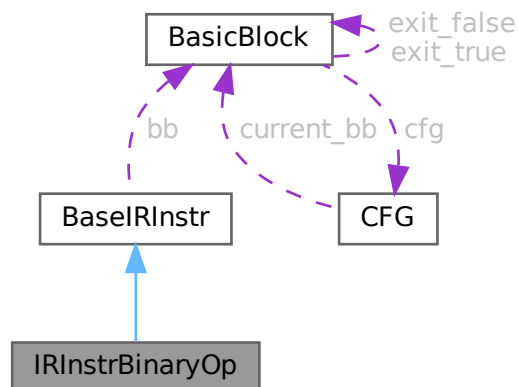 BasicBlock
exit_false
exit_true
bb
current_bb
cfg
BaseIRInstr
CFG
IRInstrBinaryOp